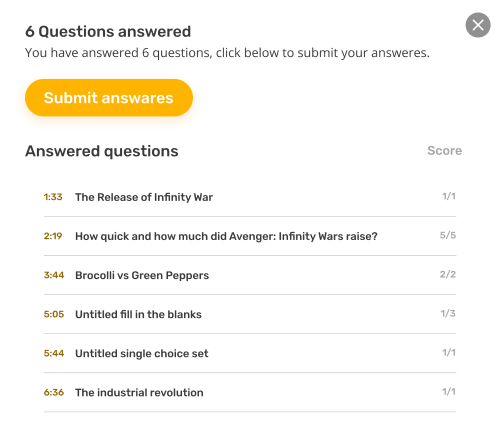 6 Questions answered
You have answered 6 questions, click below to submit your answeres.
Submit answares
Answered questions Score
1:33 The Release of Infinity War 1/1
2:19 How quick and how much did Avenger: Infinity Wars raise? 5/5
3:44 Brocolli vs Green Peppers 2/2
5:05 Untitled fill in the blanks 1/3
5:44 Untitled single choice set 1/1
6:36 The industrial revolution 1/1